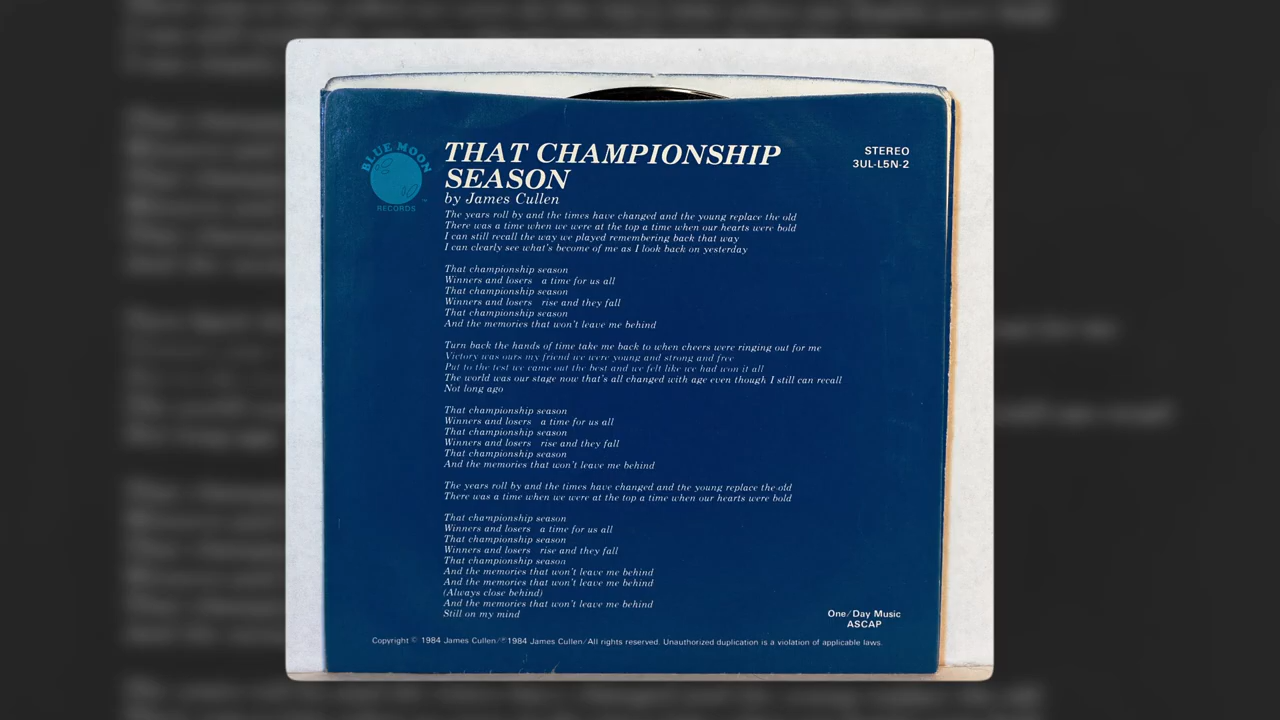 BLUE MOON
RECORDS
THAT CHAMPIONSHIP
SEASON
by James Cullen
STEREO
3UL-L5N-2
The years roll by and the times have changed and the young replace the old
There was a time when we were at the top a time when our hearts were bold
I can still recall the way we played remembering back that way
I can clearly see what's become of me as I look back on yesterday
That championship season
Winners and losers a time for us all
That championship season
Winners and losers rise and they fall
That championship season
And the memories that won't leave me behind
Turn back the hands of time take me back to when cheers were ringing out for me
Victory was ours my friend we were young and strong and free
Put to the test we came out the best and we felt like we had won it all
The world was our stage now that's all changed with age even though I still can recall
Not long ago
That championship season
Winners and losers a time for us all
That championship season
Winners and losers rise and they fall
That championship season
And the memories that won't leave me behind
The years roll by and the times have changed and the young replace the old
There was a time when we were at the top a time when our hearts were bold
That championship season
Winners and losers a time for us all
That championship season
Winners and losers rise and they fall
That championship season
And the memories that won't leave me behind
And the memories that won't leave me behind
(Always close behind)
And the memories that won't leave me behind
Still on my mind
One/Day Music
ASCAP
Copyright © 1984 James Cullen/℗1984 James Cullen/All rights reserved. Unauthorized duplication is a violation of applicable laws.